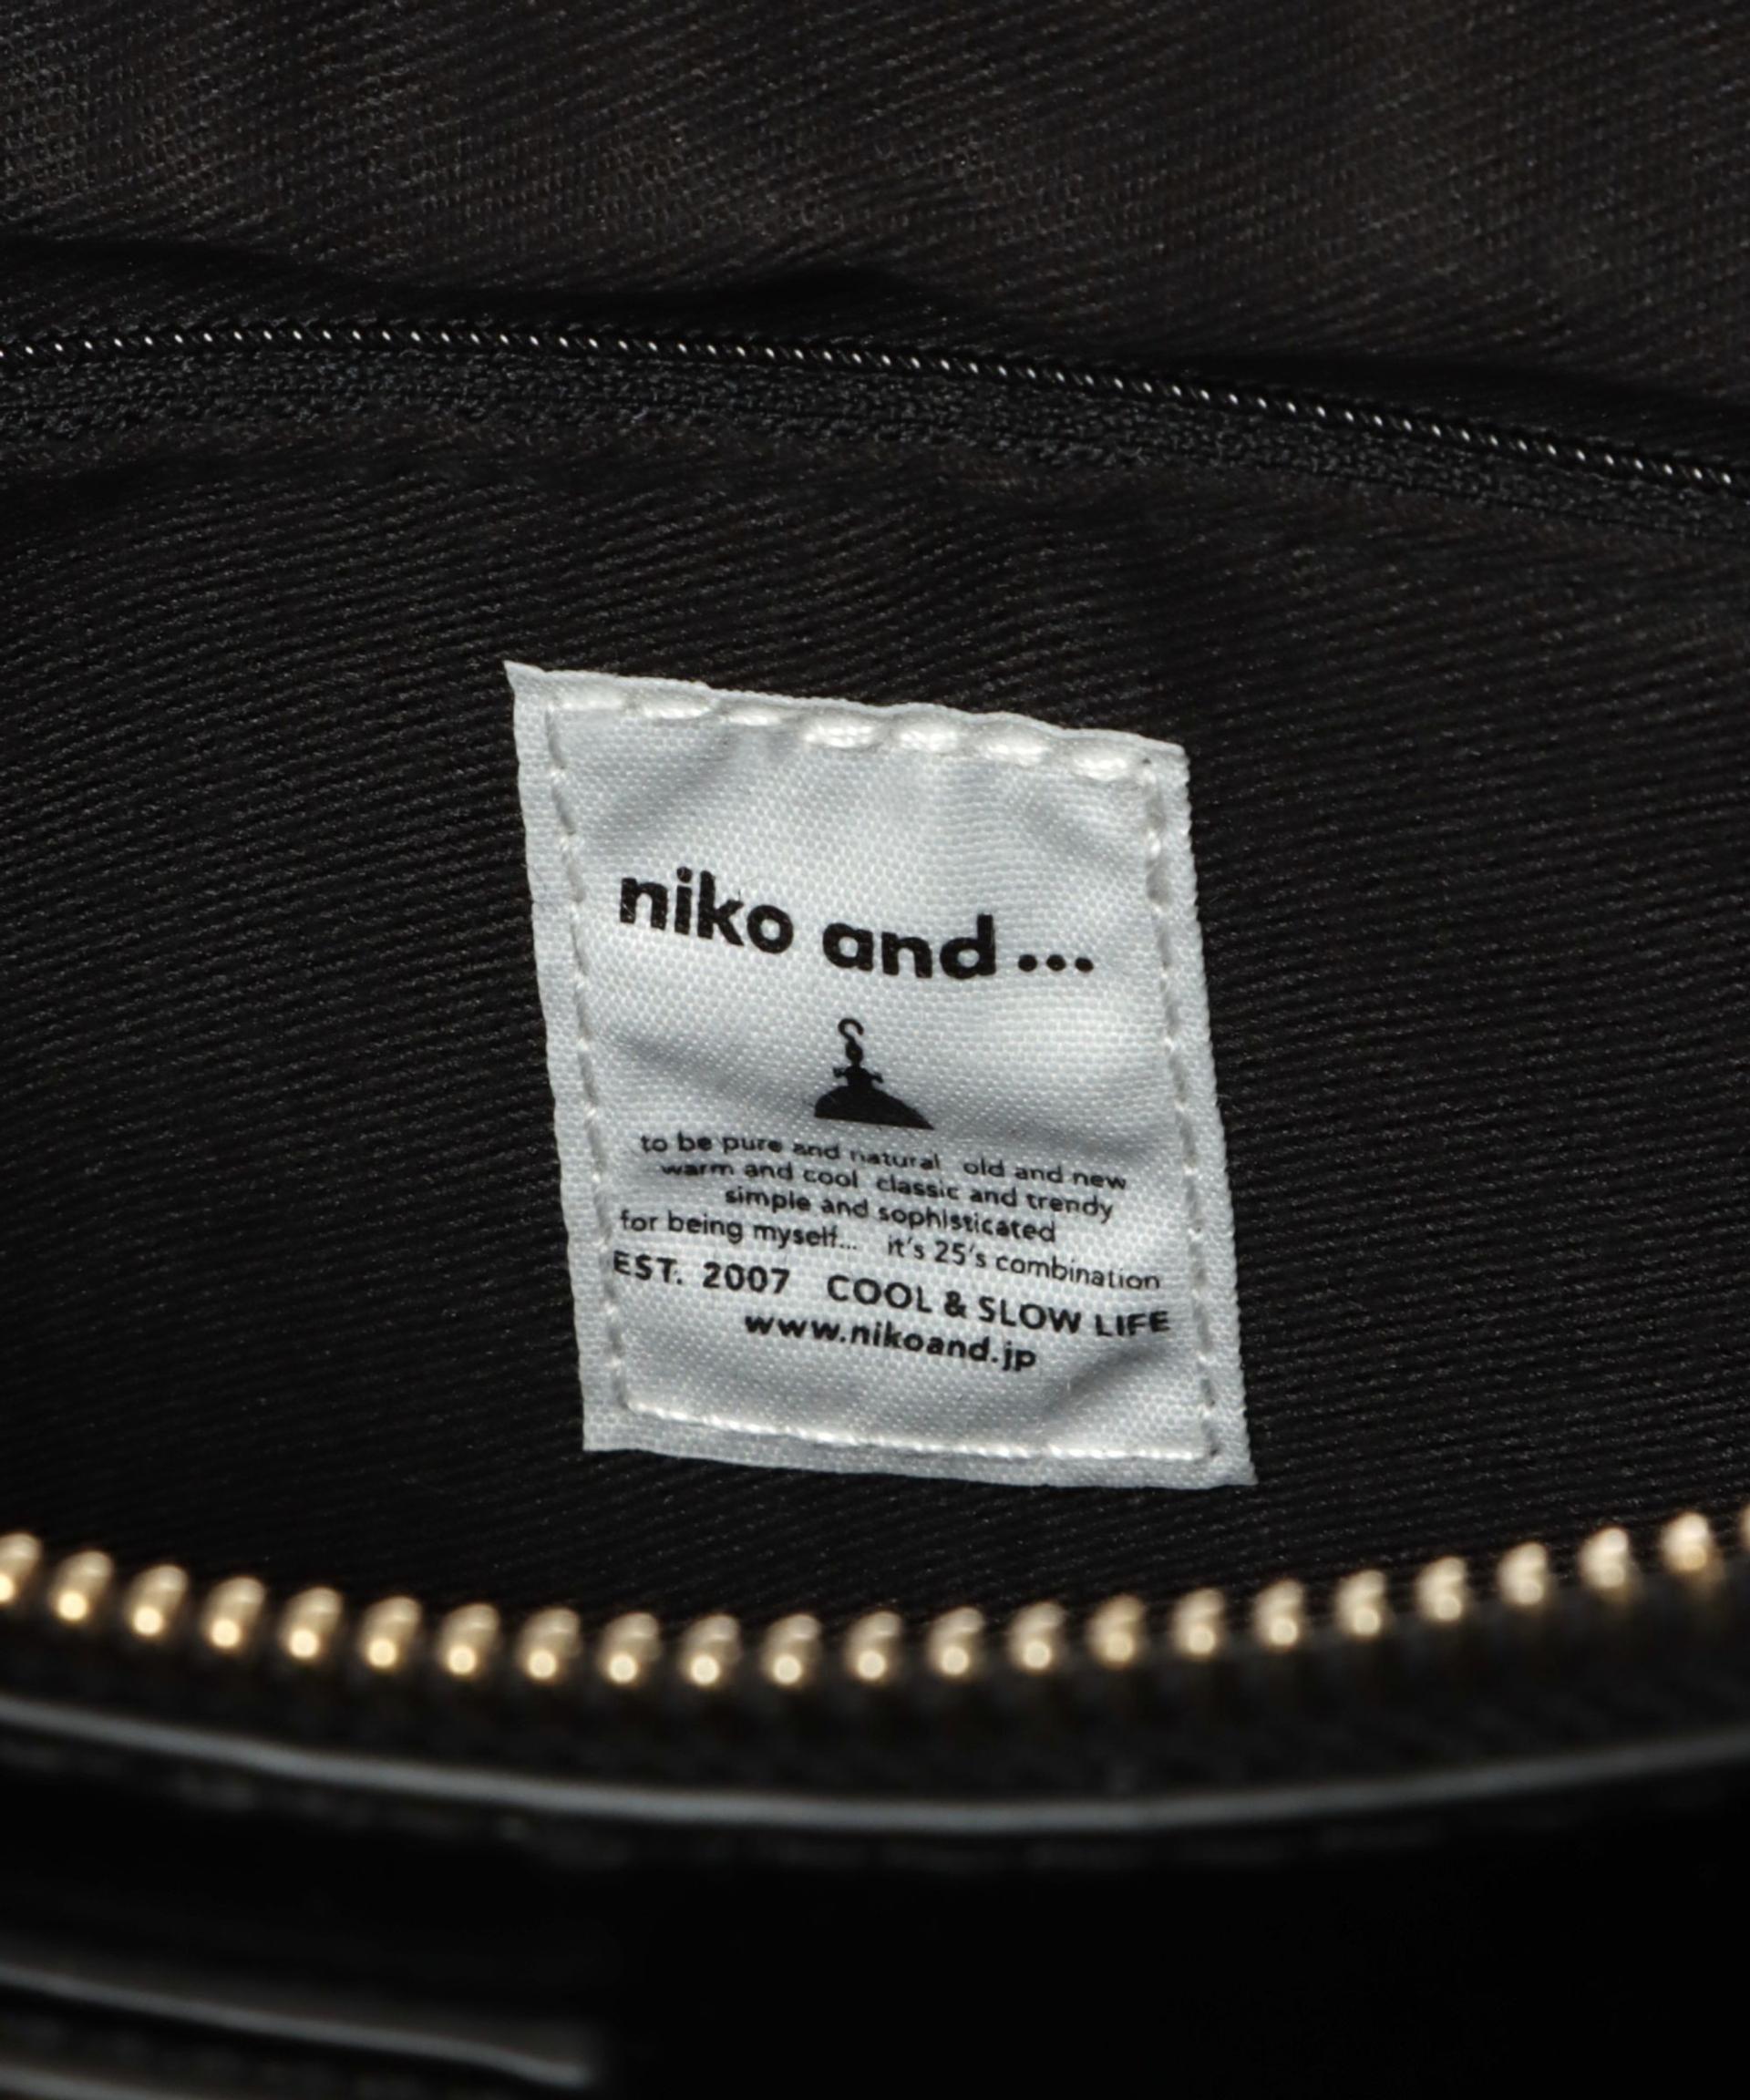 niko and...
to be pure and natural old and new
warm and cool classic and trendy
simple and sophisticated
for being myself... it's 25's combination
EST. 2007 COOL & SLOW LIFE
www.nikoand.jp